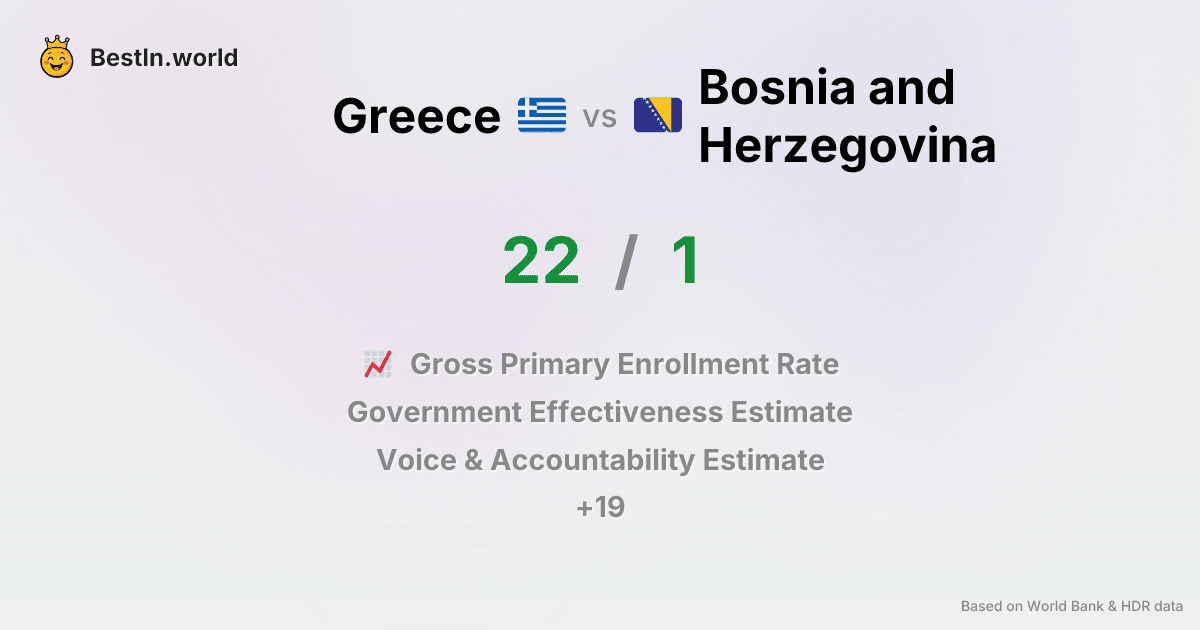 BestIn.world
Greece vs Bosnia and
Herzegovina
22 / 1
Gross Primary Enrollment Rate
Government Effectiveness Estimate
Voice & Accountability Estimate
+19
Based on World Bank & HDR data